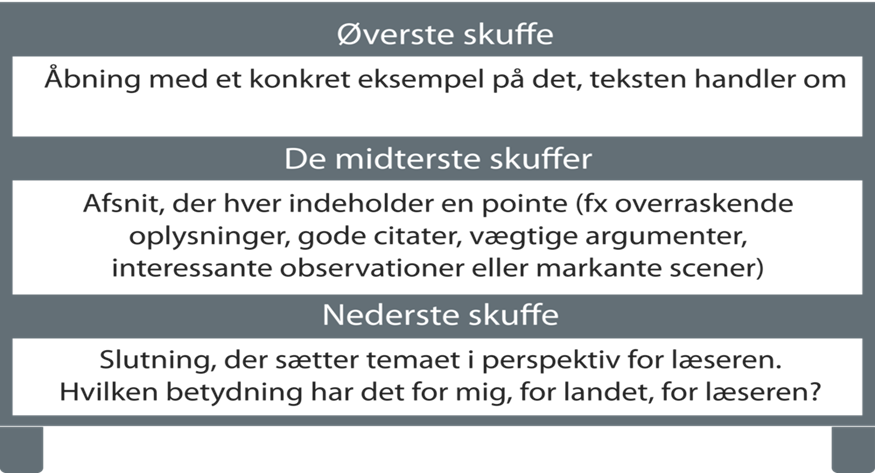 Øverste skuffe
Åbning med et konkret eksempel på det, teksten handler om
De midterste skuffer
Afsnit, der hver indeholder en pointe (fx overraskende
oplysninger, gode citater, vægtige argumenter,
interessante observationer eller markante scener)
Nederste skuffe
Slutning, der sætter temaet i perspektiv for læseren.
Hvilken betydning har det for mig, for landet, for læseren?